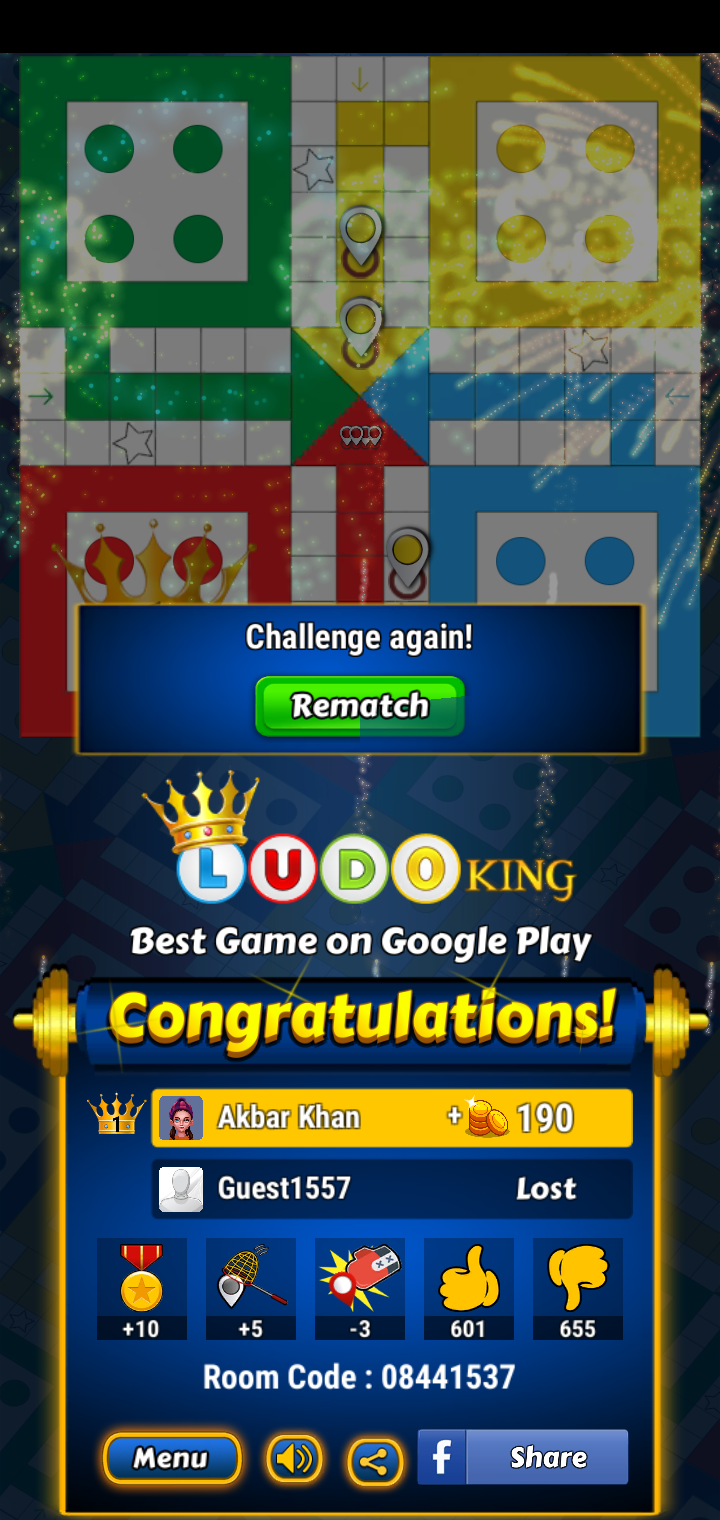 Challenge again!
Rematch
LUDO KING
Best Game on Google Play
Congratulations!
1 Akbar Khan + 190
Guest1557 Lost
+10 +5 -3 601 655
Room Code : 08441537
Menu f Share